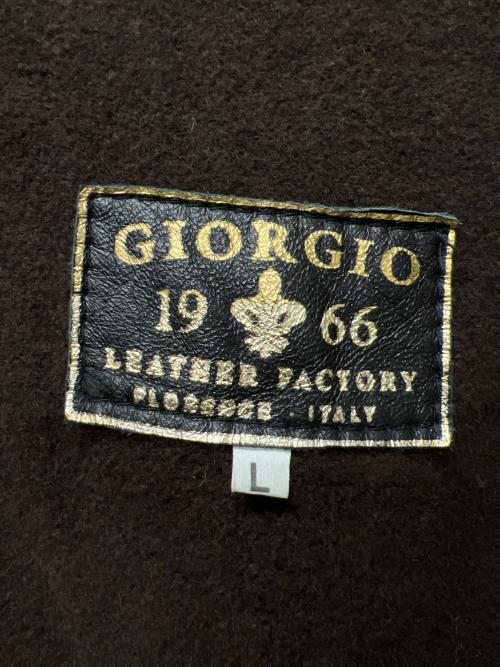 GIORGIO
19 66
LEATHER FACTORY
FLORENCE - ITALY
L